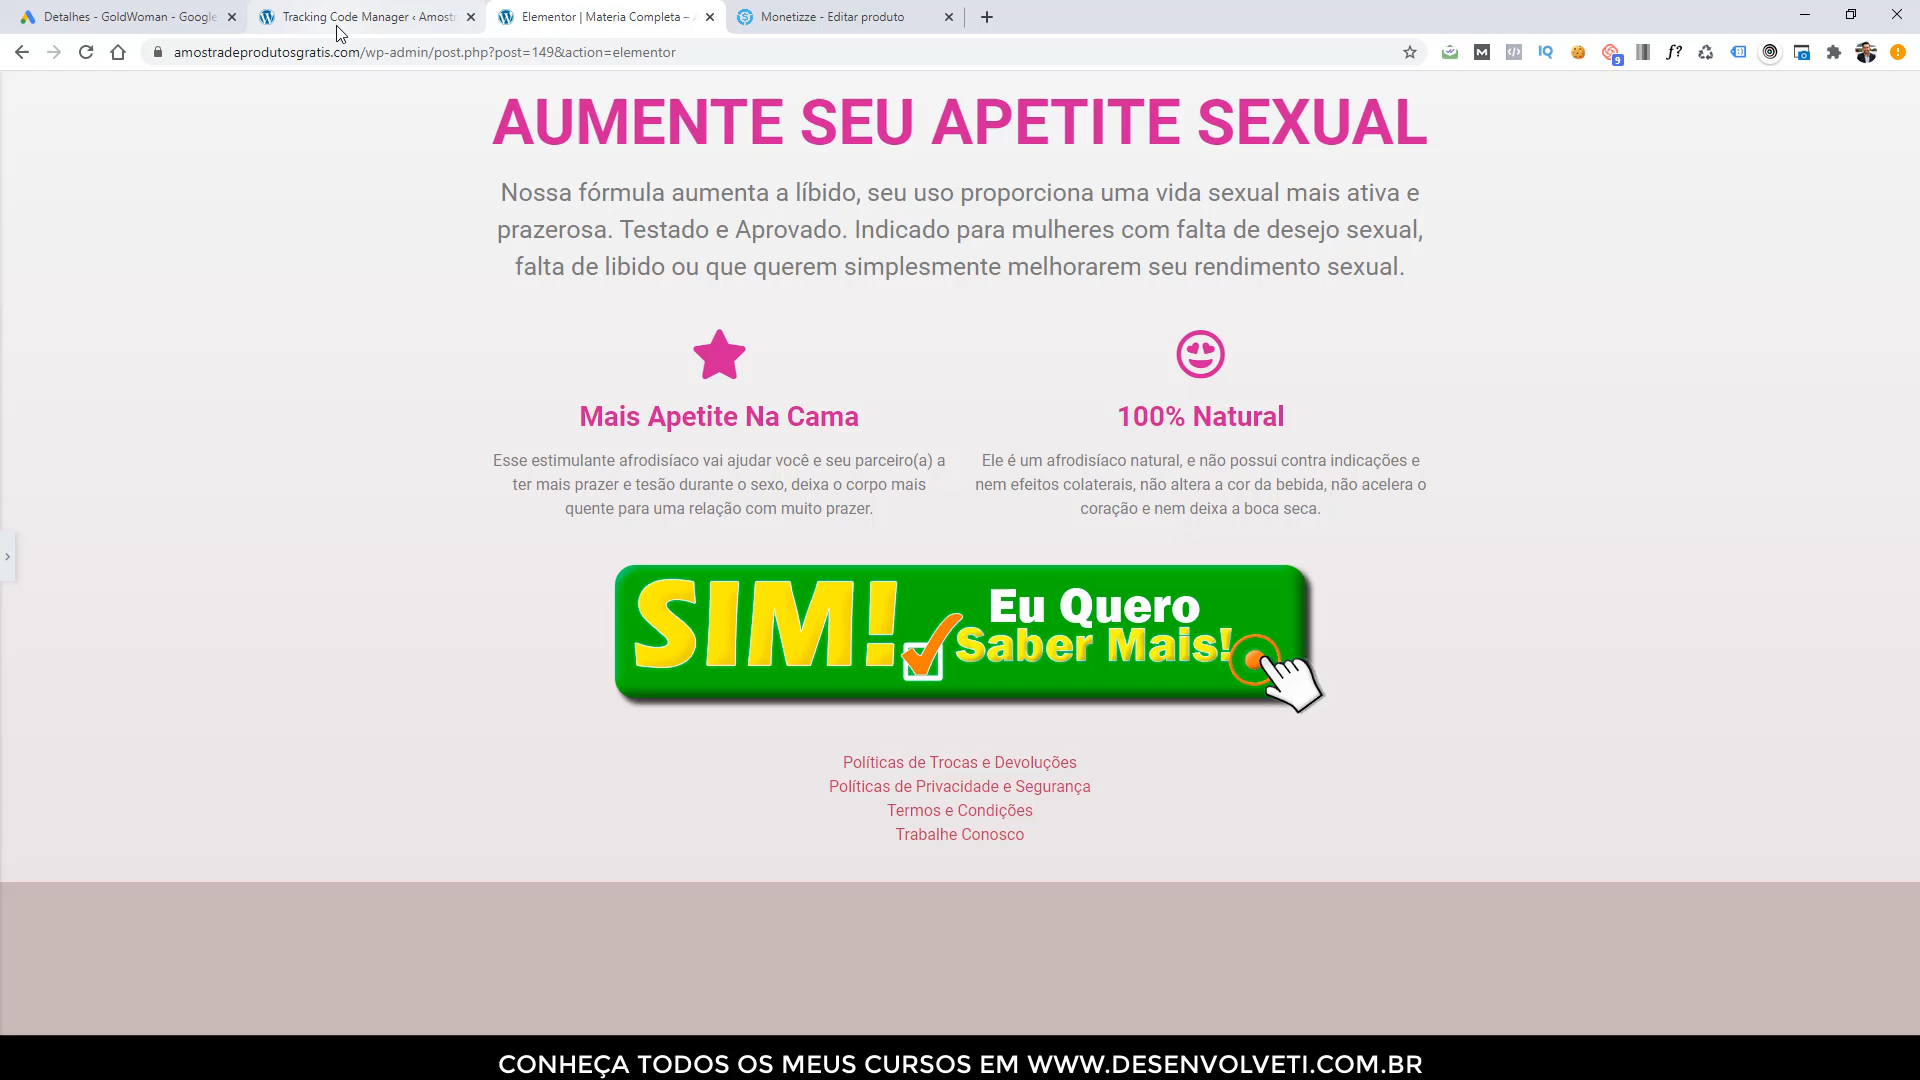 Detalhes - GoldWoman - Google
Tracking Code Manager ‹ Amostr
Elementor | Materia Completa –
Monetizze - Editar produto
amostradeprodutosgratis.com/wp-admin/post.php?post=149&action=elementor
IQ
9
f?
AUMENTE SEU APETITE SEXUAL
Nossa fórmula aumenta a líbido, seu uso proporciona uma vida sexual mais ativa e
prazerosa. Testado e Aprovado. Indicado para mulheres com falta de desejo sexual,
falta de libido ou que querem simplesmente melhorarem seu rendimento sexual.
Mais Apetite Na Cama
Esse estimulante afrodisíaco vai ajudar você e seu parceiro(a) a
ter mais prazer e tesão durante o sexo, deixa o corpo mais
quente para uma relação com muito prazer.
100% Natural
Ele é um afrodisíaco natural, e não possui contra indicações e
nem efeitos colaterais, não altera a cor da bebida, não acelera o
coração e nem deixa a boca seca.
SIM! Eu Quero
Saber Mais!
Políticas de Trocas e Devoluções
Políticas de Privacidade e Segurança
Termos e Condições
Trabalhe Conosco
CONHEÇA TODOS OS MEUS CURSOS EM WWW.DESENVOLVETI.COM.BR